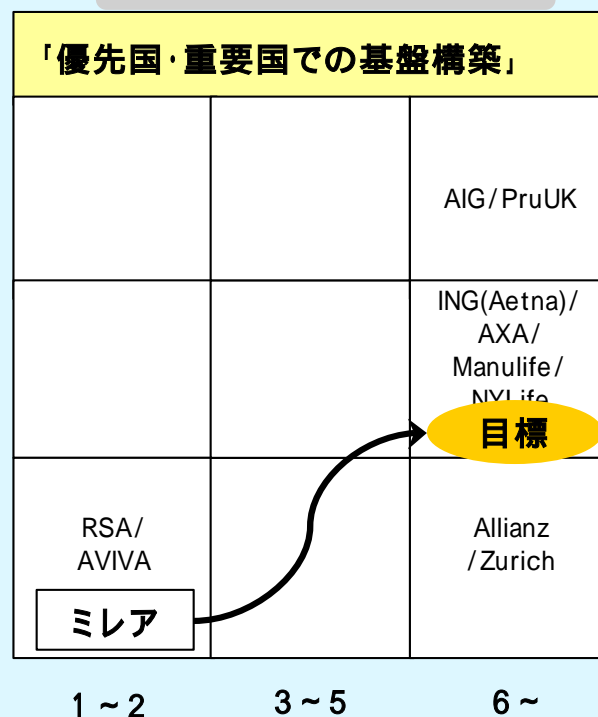 「優先国・重要国での基盤構築」
AIG/PruUK
ING(Aetna)/
AXA/
Manulife/
NYLife
目標
RSA/
AVIVA
Allianz
/Zurich
ミレア
1～2
3～5
6～